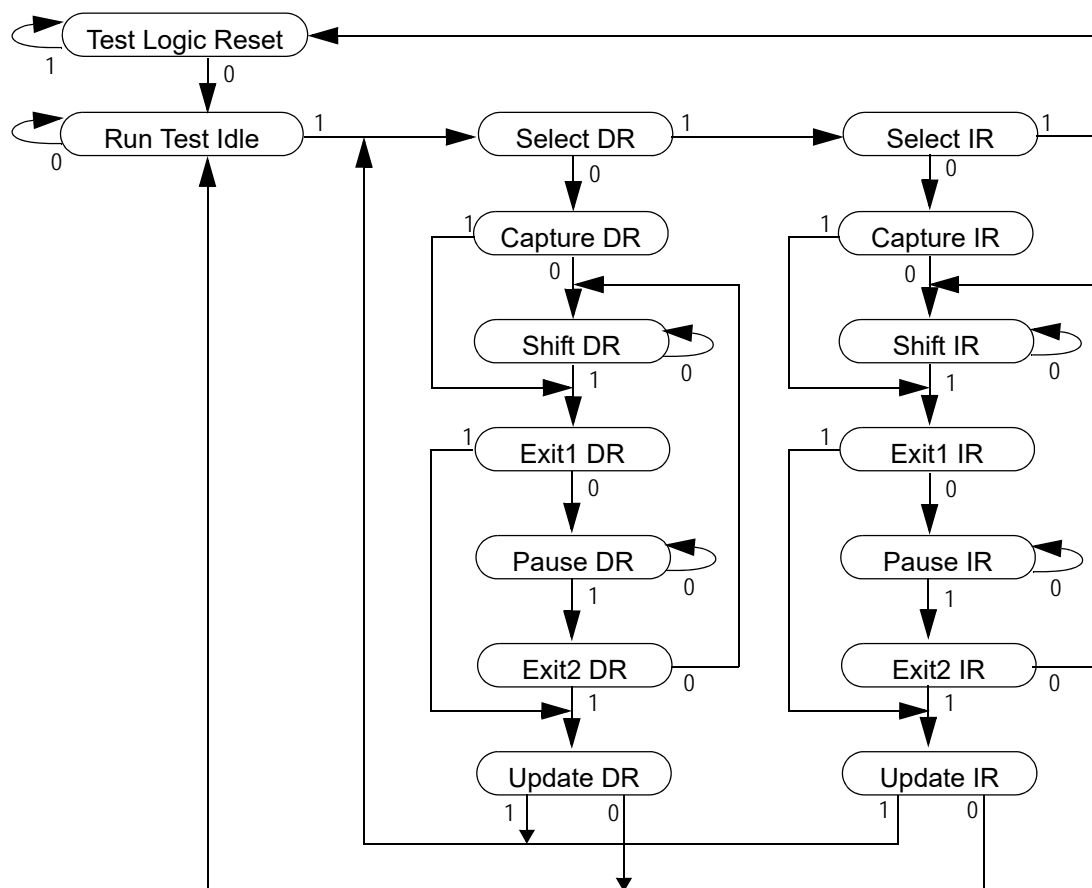 Test Logic Reset
1
0
Run Test Idle
0
1
Select DR
1
0
Select IR
1
0
1
Capture DR
0
1
Capture IR
0
Shift DR
0
1
Shift IR
0
1
1
Exit1 DR
0
1
Exit1 IR
0
Pause DR
0
1
Pause IR
0
1
Exit2 DR
0
1
Exit2 IR
0
1
Update DR
1
0
Update IR
1
0